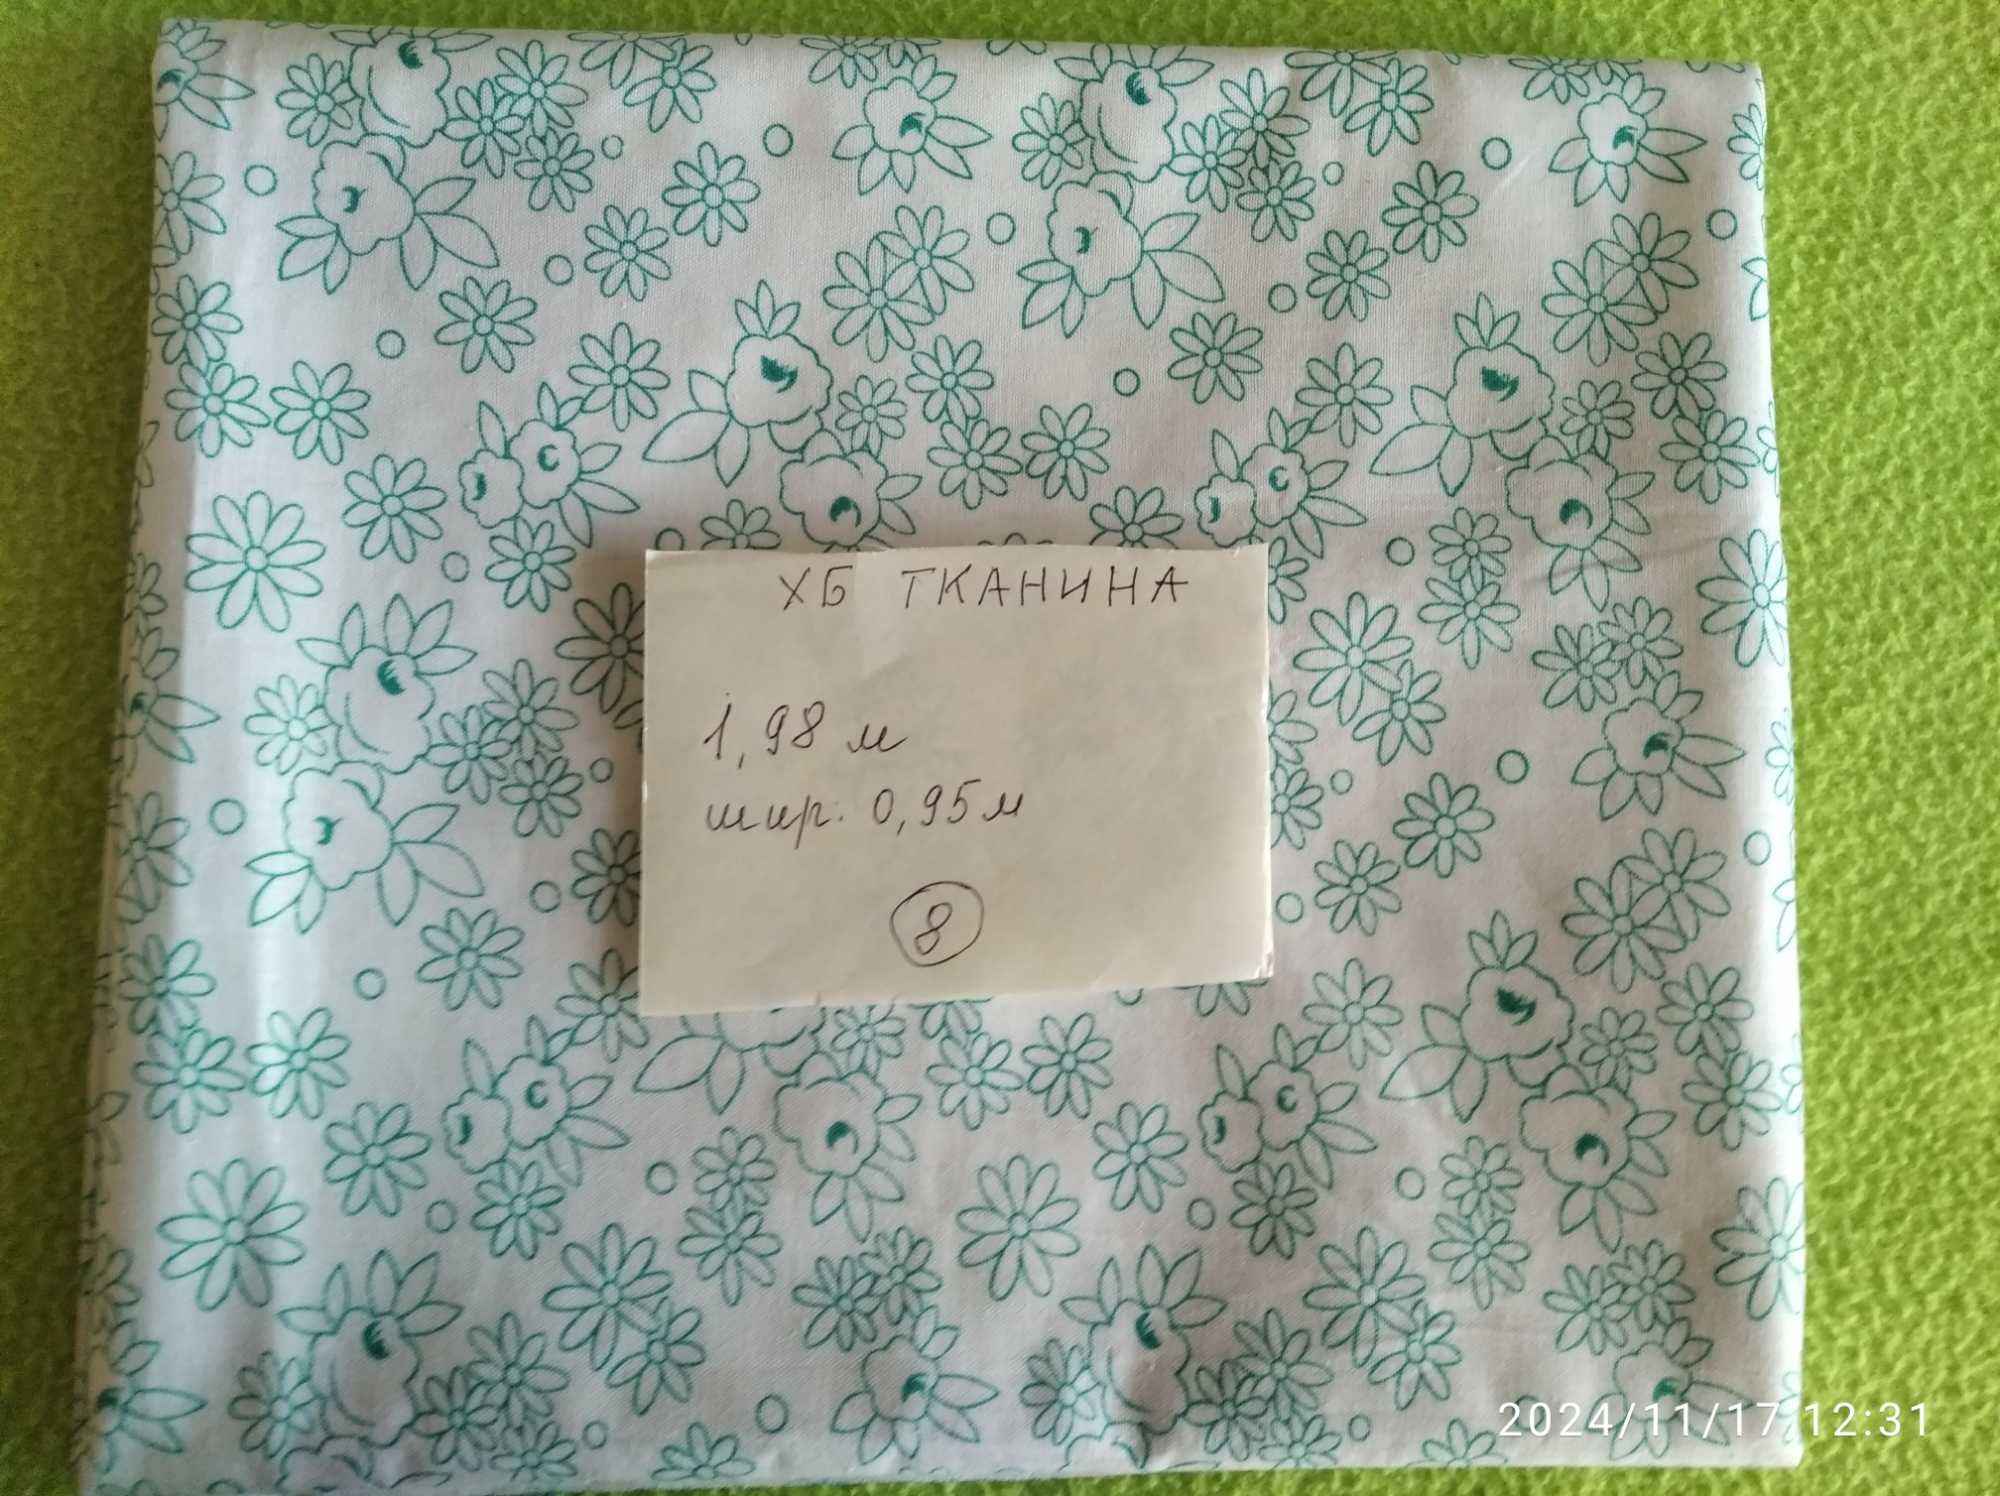 ХБ ТКАНИНА
1,98 м
шир. 0,95м
8
2024/11/17 12:31